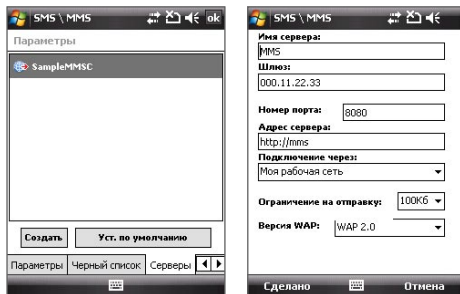 SMS \ MMS
ok
Параметры
SampleMMSC
Создать
Уст. по умолчанию
Параметры
Черный список
Серверы
SMS \ MMS
Имя сервера:
MMS
Шлюз:
000.11.22.33
Номер порта: 8080
Адрес сервера:
http://mms
Подключение через:
Моя рабочая сеть
Ограничение на отправку: 100Кб
Версия WAP: WAP 2.0
Сделано
Отмена